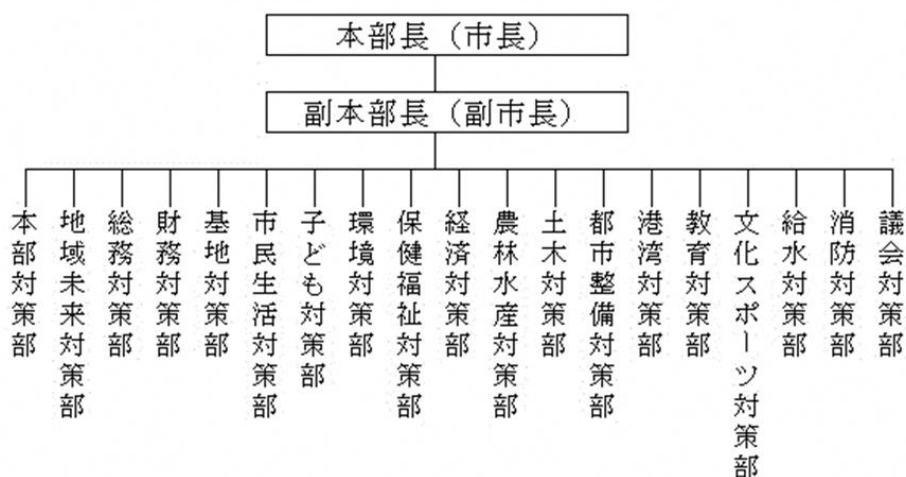 本部長（市長）
副本部長（副市長）
本部対策部
地域未来対策部
総務対策部
財務対策部
基地対策部
市民生活対策部
子ども対策部
環境対策部
保健福祉対策部
経済対策部
農林水産対策部
土木対策部
都市整備対策部
港湾対策部
教育対策部
文化スポーツ対策部
給水対策部
消防対策部
議会対策部